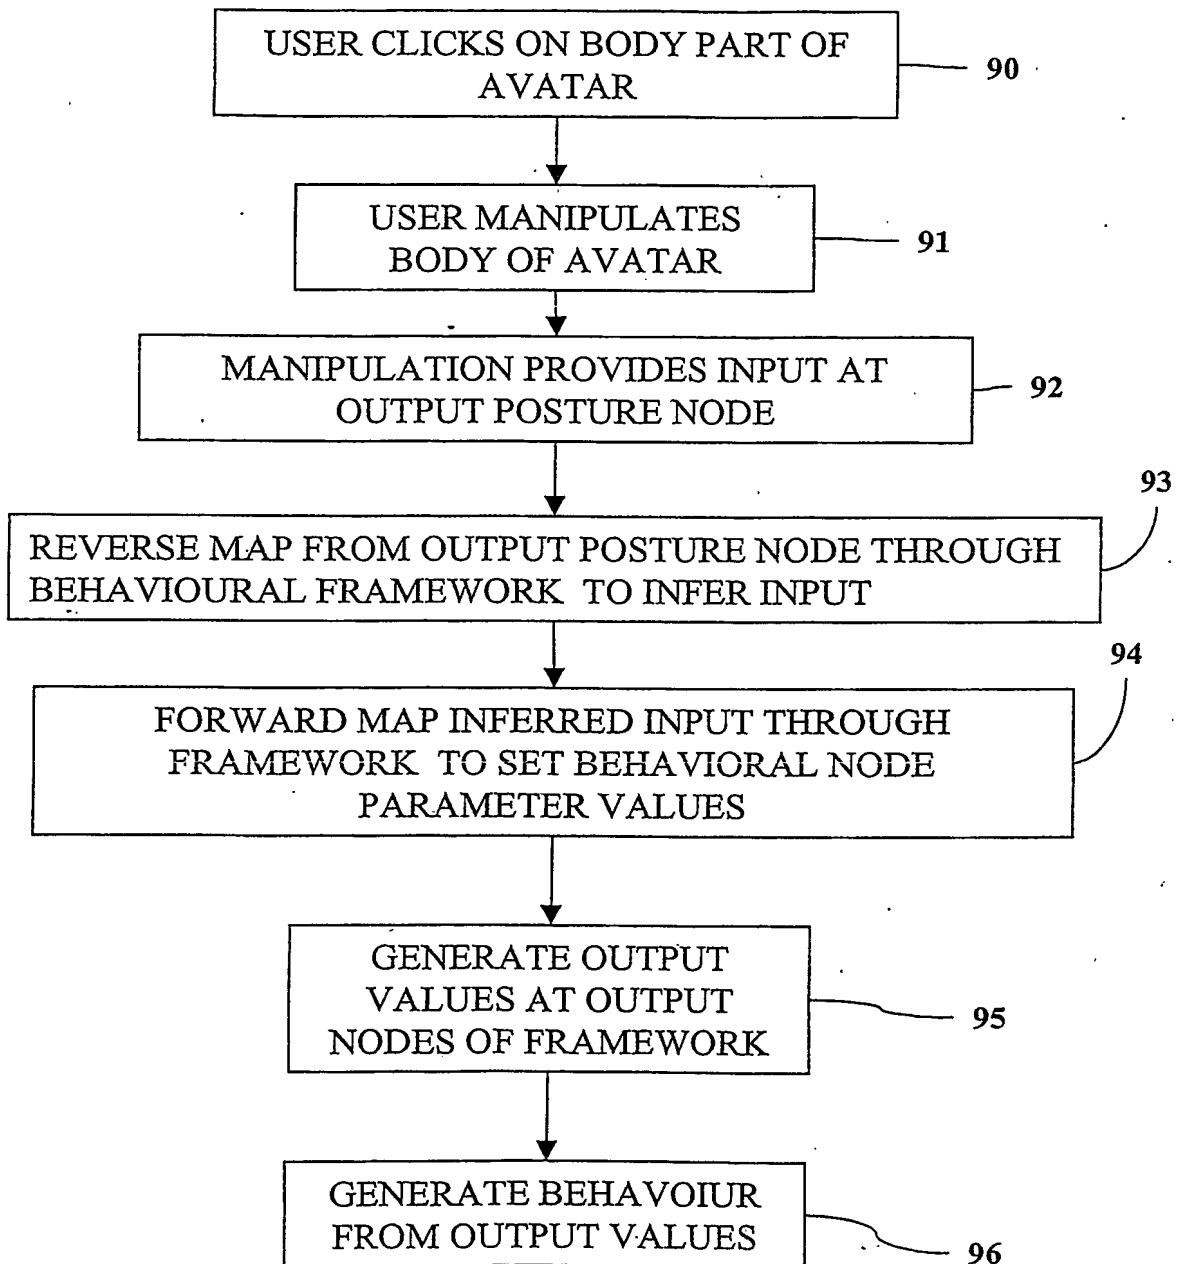 USER CLICKS ON BODY PART OF
AVATAR
90
USER MANIPULATES
BODY OF AVATAR
91
MANIPULATION PROVIDES INPUT AT
OUTPUT POSTURE NODE
92
93
REVERSE MAP FROM OUTPUT POSTURE NODE THROUGH
BEHAVIOURAL FRAMEWORK TO INFER INPUT
94
FORWARD MAP INFERRED INPUT THROUGH
FRAMEWORK TO SET BEHAVIORAL NODE
PARAMETER VALUES
GENERATE OUTPUT
VALUES AT OUTPUT
NODES OF FRAMEWORK
95
GENERATE BEHAVOIUR
FROM OUTPUT VALUES
96